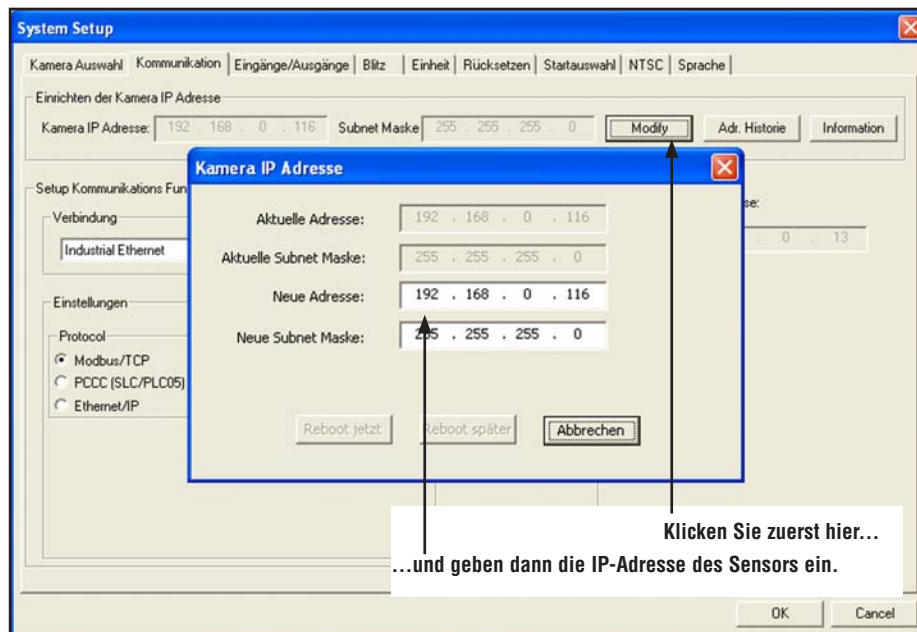 System Setup
Kamera Auswahl Kommunikation Eingänge/Ausgänge Blitz Einheit Rücksetzen Startauswahl NTSC Sprache
Einrichten der Kamera IP Adresse
Kamera IP Adresse: 192 . 168 . 0 . 116 Subnet Maske 255 . 255 . 255 . 0 Modify Adr. Historie Information
Kamera IP Adresse
Setup Kommunikations Fun
se:
Verbindung
Aktuelle Adresse: 192 . 168 . 0 . 116
. 0 . 13
Industrial Ethernet
Aktuelle Subnet Maske: 255 . 255 . 255 . 0
Einstellungen
Neue Adresse: 192 . 168 . 0 . 116
Protocol
Neue Subnet Maske: 255 . 255 . 255 . 0
Modbus/TCP
PCCC (SLC/PLC05)
Ethernet/IP
Reboot jetzt Reboot später Abbrechen
Klicken Sie zuerst hier...
...und geben dann die IP-Adresse des Sensors ein.
OK Cancel